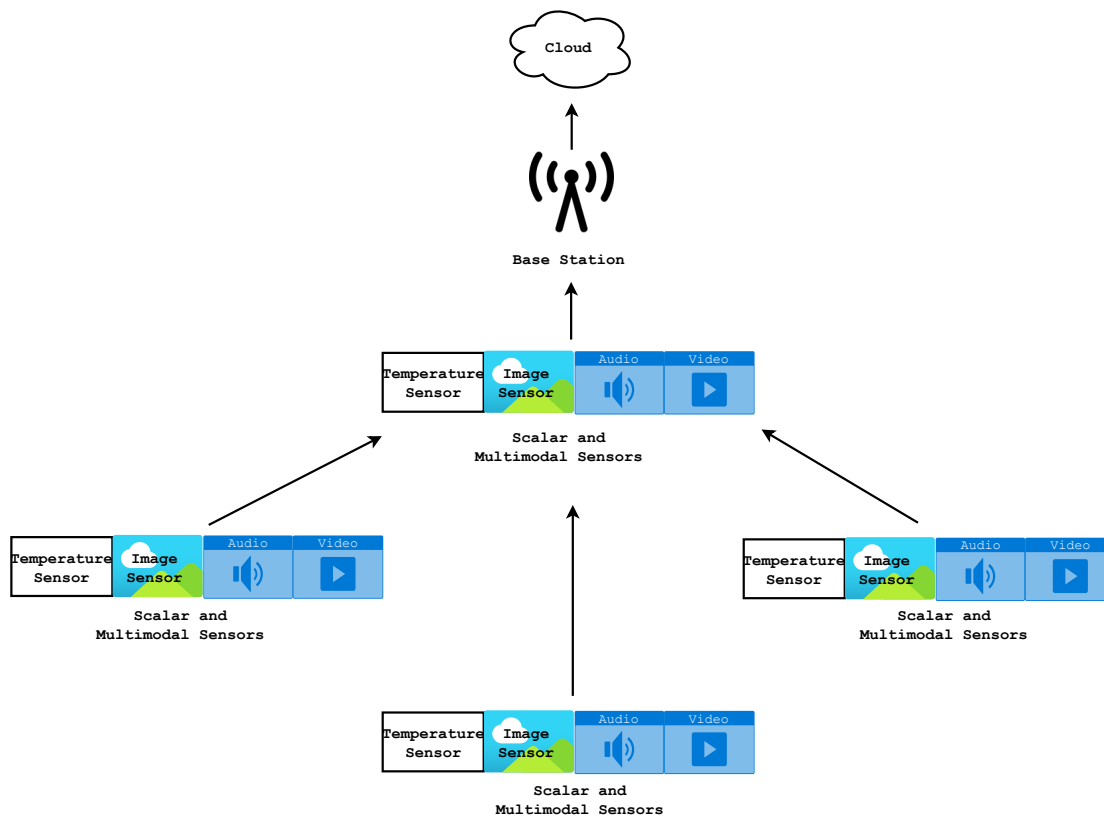 Cloud
Base Station
Temperature
Sensor
Image
Sensor
Audio
Video
Scalar and
Multimodal Sensors
Temperature
Sensor
Image
Sensor
Audio
Video
Scalar and
Multimodal Sensors
Temperature
Sensor
Image
Sensor
Audio
Video
Scalar and
Multimodal Sensors
Temperature
Sensor
Image
Sensor
Audio
Video
Scalar and
Multimodal Sensors